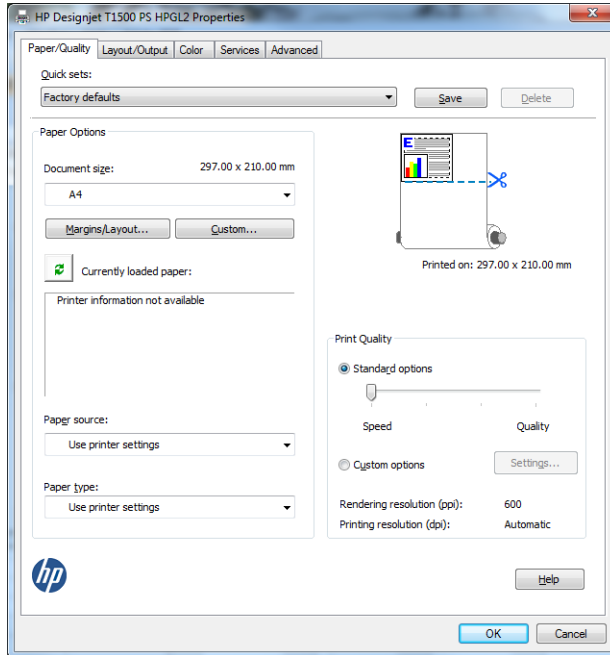 HP Designjet T1500 PS HPGL2 Properties
Paper/Quality Layout/Output Color Services Advanced
Quick sets:
Factory defaults
Save
Delete
Paper Options
Document size:
297.00 x 210.00 mm
A4
Margins/Layout...
Custom...
Currently loaded paper:
Printer information not available
Paper source:
Use printer settings
Paper type:
Use printer settings
E
Printed on: 297.00 x 210.00 mm
Print Quality
Standard options
Speed
Quality
Custom options
Settings...
Rendering resolution (ppi): 600
Printing resolution (dpi): Automatic
hp
Help
OK
Cancel